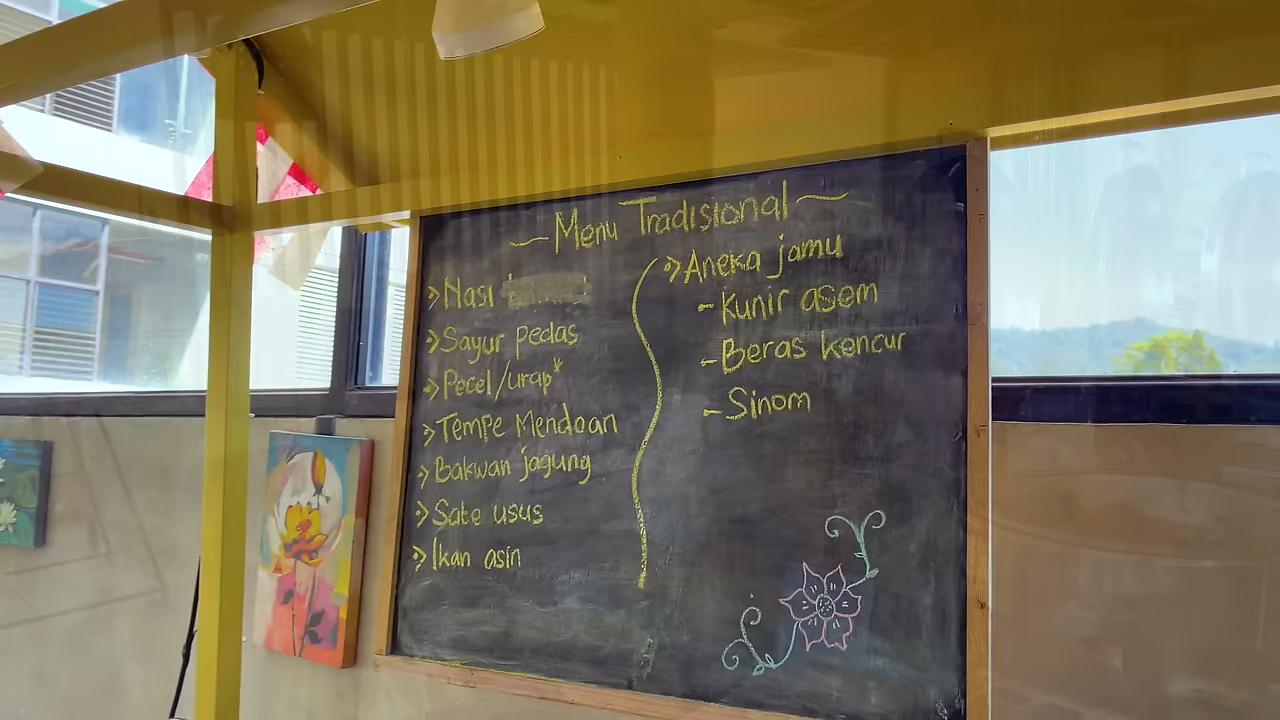 ~ Menu Tradisional ~
» Nasi
» Sayur pedas
» Pecel/urap*
» Tempe Mendoan
» Bakwan jagung
» Sate usus
» Ikan asin
» Aneka jamu
- Kunir asem
- Beras kencur
- Sinom